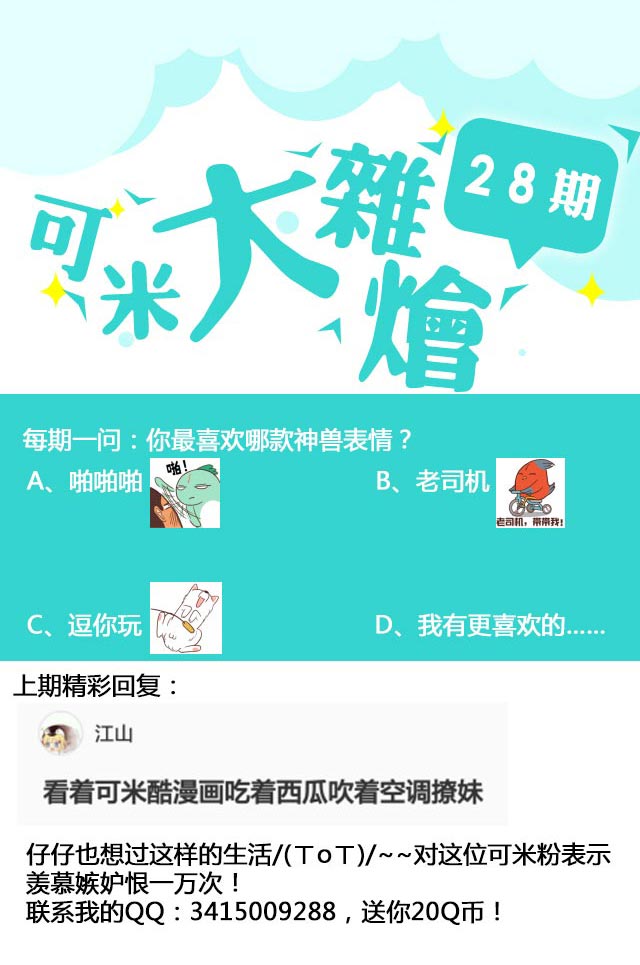 可米大雜燴
28期
每期一问：你最喜欢哪款神兽表情？
A、啪啪啪
啪！
B、老司机
老司机，带带我！
C、逗你玩
D、我有更喜欢的……
上期精彩回复：
江山
看着可米酷漫画吃着西瓜吹着空调撩妹
仔仔也想过这样的生活/(ㄒoㄒ)/~~对这位可米粉表示
羡慕嫉妒恨一万次！
联系我的QQ：3415009288，送你20Q币！